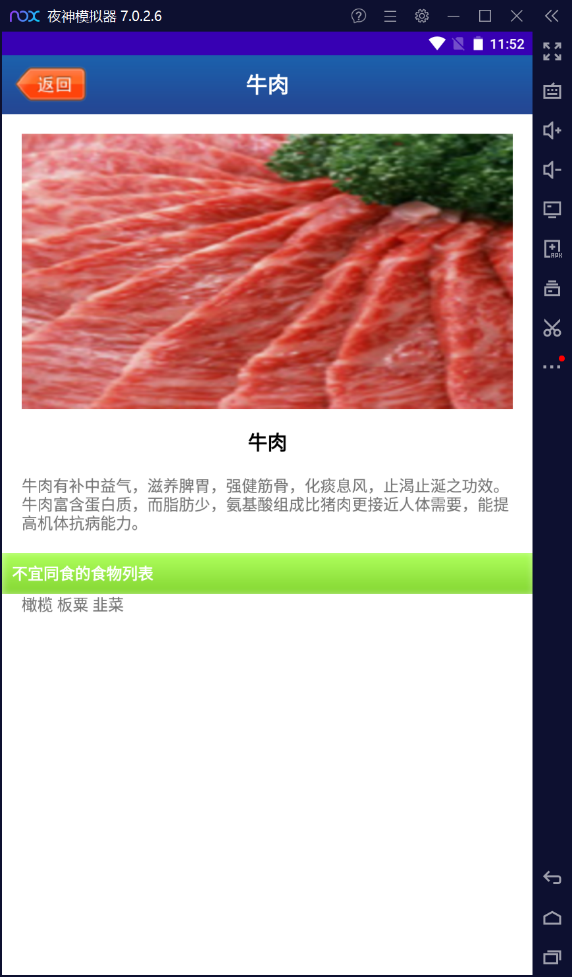 nox 夜神模拟器 7.0.2.6
11:52
返回
牛肉
牛肉
牛肉有补中益气，滋养脾胃，强健筋骨，化痰息风，止渴止涎之功效。
牛肉富含蛋白质，而脂肪少，氨基酸组成比猪肉更接近人体需要，能提
高机体抗病能力。
不宜同食的食物列表
橄榄 板粟 韭菜
APK